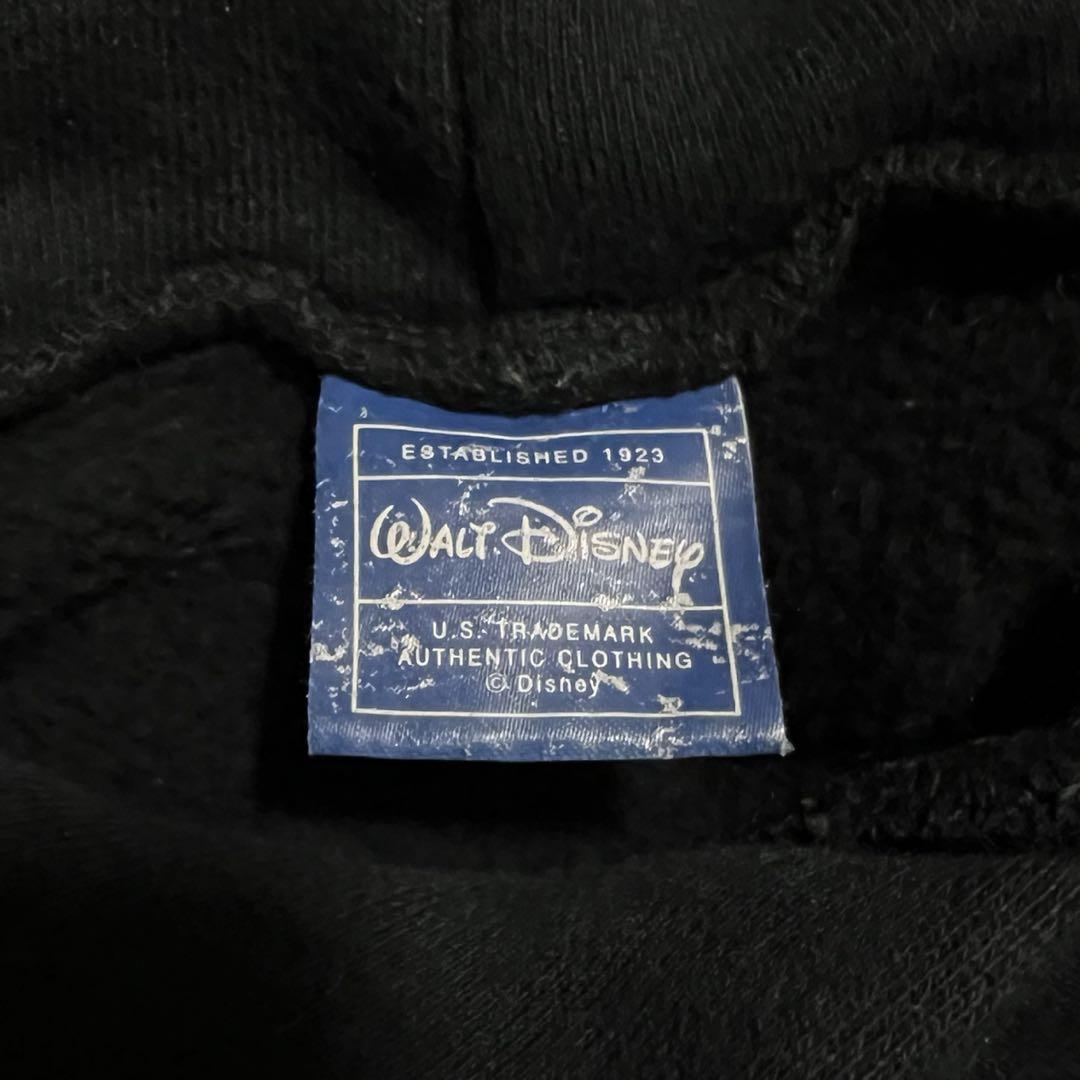 ESTABLISHED 1923
WALT DISNEY
U.S. TRADEMARK
AUTHENTIC CLOTHING
© Disney